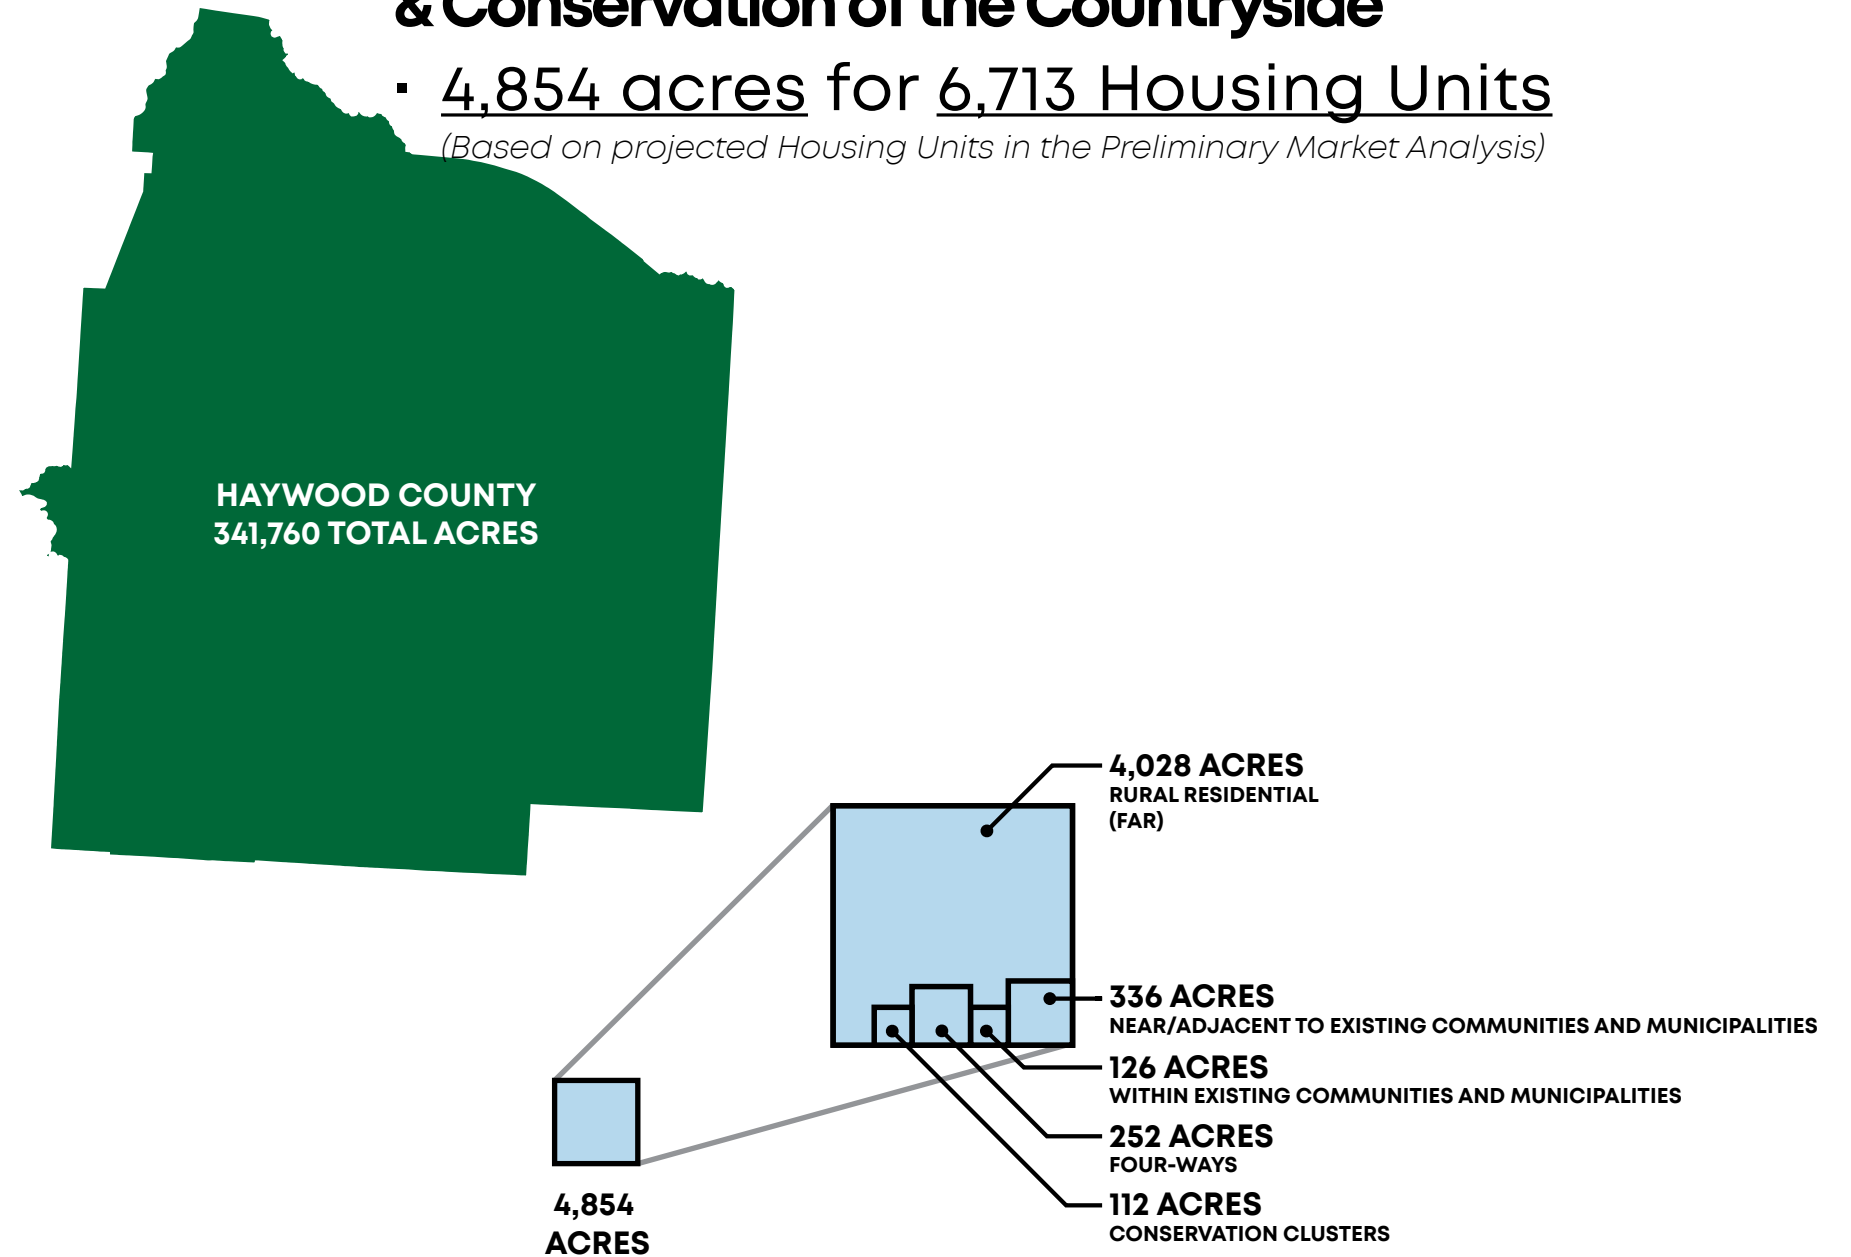 & Conservation of the Countryside
▪ 4,854 acres for 6,713 Housing Units
(Based on projected Housing Units in the Preliminary Market Analysis)
HAYWOOD COUNTY
341,760 TOTAL ACRES
4,028 ACRES
RURAL RESIDENTIAL
(FAR)
336 ACRES
NEAR/ADJACENT TO EXISTING COMMUNITIES AND MUNICIPALITIES
126 ACRES
WITHIN EXISTING COMMUNITIES AND MUNICIPALITIES
252 ACRES
FOUR-WAYS
112 ACRES
CONSERVATION CLUSTERS
4,854
ACRES